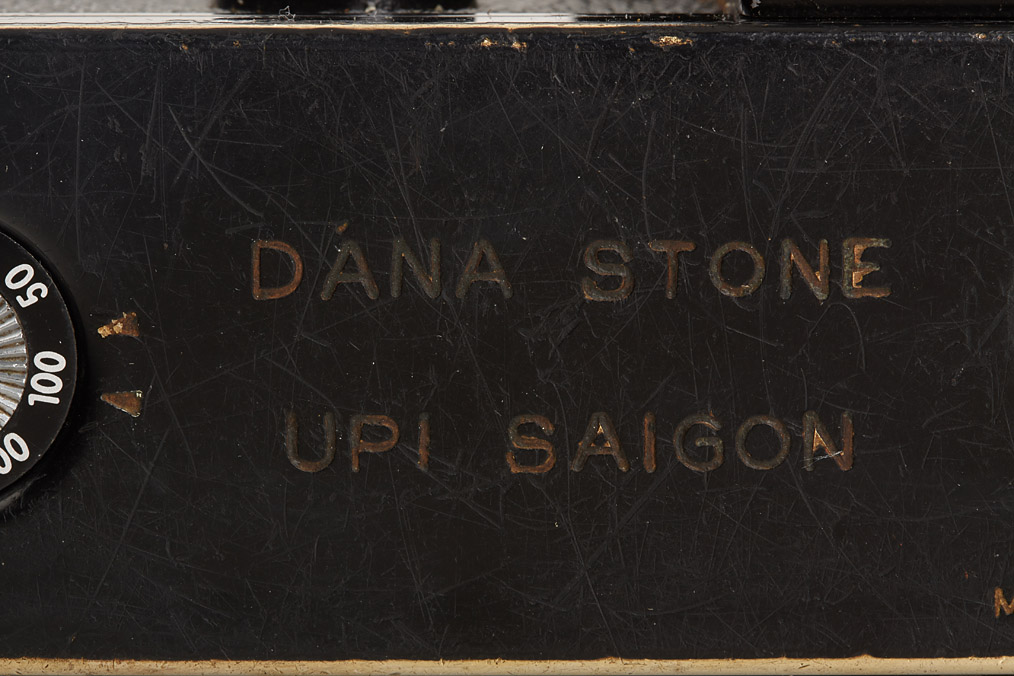 DANA STONE
UPI SAIGON
50
100